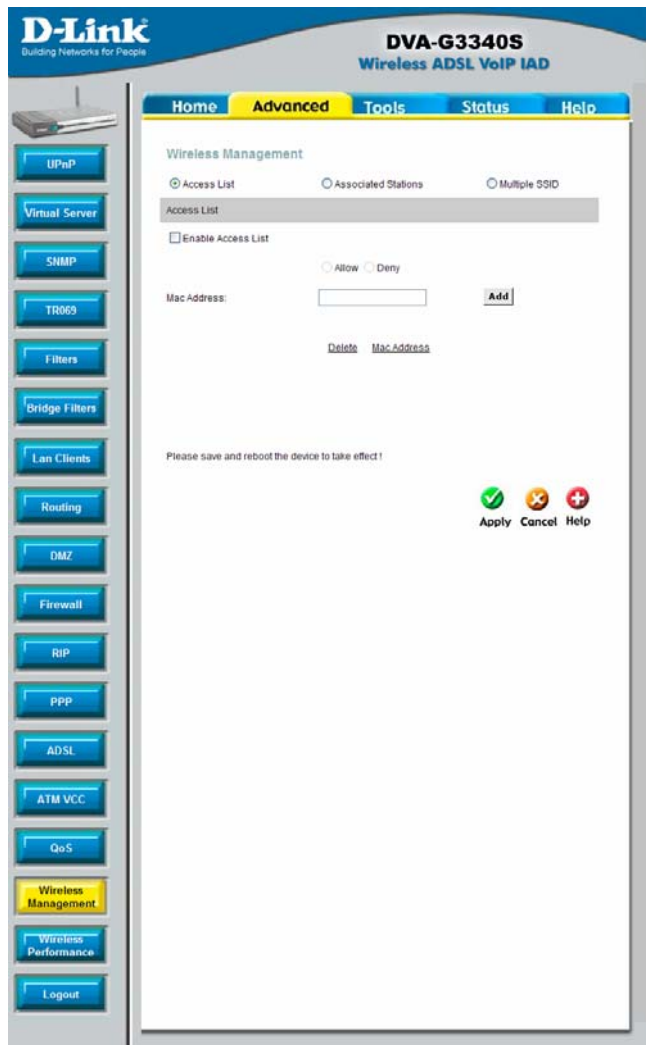 D-Link
Building Networks for People
DVA-G3340S
Wireless ADSL VoIP IAD
Home Advanced Tools Status Help
UPnP
Virtual Server
SNMP
TR069
Filters
Bridge Filters
Lan Clients
Routing
DMZ
Firewall
RIP
PPP
ADSL
ATM VCC
QoS
Wireless
Management
Wireless
Performance
Logout
Wireless Management
Access List Associated Stations Multiple SSID
Access List
Enable Access List
Allow Deny
Mac Address: Add
Delete Mac Address
Please save and reboot the device to take effect !
Apply Cancel Help